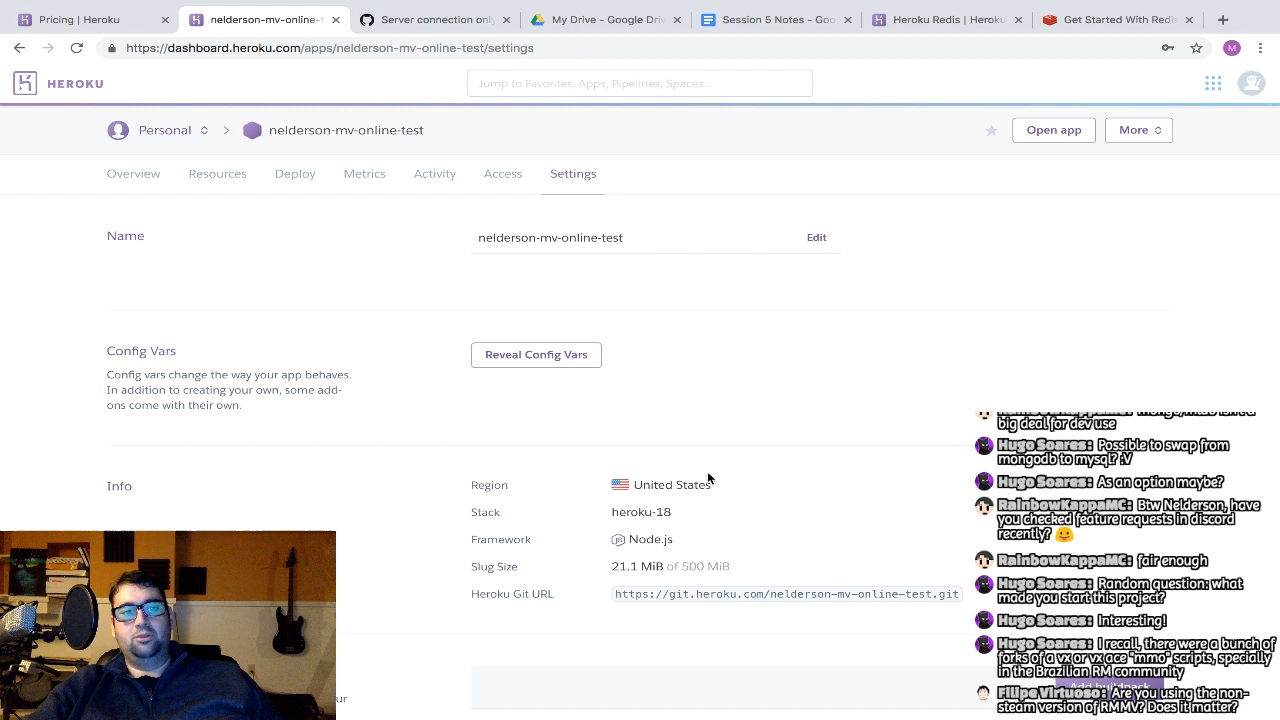 Pricing | Heroku
nelderson-mv-online-t
Server connection only
My Drive - Google Driv
Session 5 Notes - Goo
Heroku Redis | Heroku
Get Started With Redis
https://dashboard.heroku.com/apps/nelderson-mv-online-test/settings
M
HEROKU
Jump to Favorites, Apps, Pipelines, Spaces...
Personal
nelderson-mv-online-test
Open app
More
Overview
Resources
Deploy
Metrics
Activity
Access
Settings
Name
nelderson-mv-online-test
Edit
Config Vars
Reveal Config Vars
Config vars change the way your app behaves.
In addition to creating your own, some add-
ons come with their own.
Info
Region
United States
Stack
heroku-18
Framework
Node.js
Slug Size
21.1 MiB of 500 MiB
Heroku Git URL
https://git.heroku.com/nelderson-mv-online-test.git
Add buildpack
ur
big deal for dev use
Hugo Soares: Possible to swap from
mongodb to mysql? :V
Hugo Soares: As an option maybe?
RainbowKappaMC: Btw Nelderson, have
you checked feature requests in discord
recently?
RainbowKappaMC: fair enough
Hugo Soares: Random question: what
made you start this project?
Hugo Soares: Interesting!
Hugo Soares: I recall, there were a bunch of
forks of a vx or vx ace "mmo" scripts, specially
in the Brazilian RM community
Filipe Virtuoso: Are you using the non-
steam version of RMMV? Does it matter?